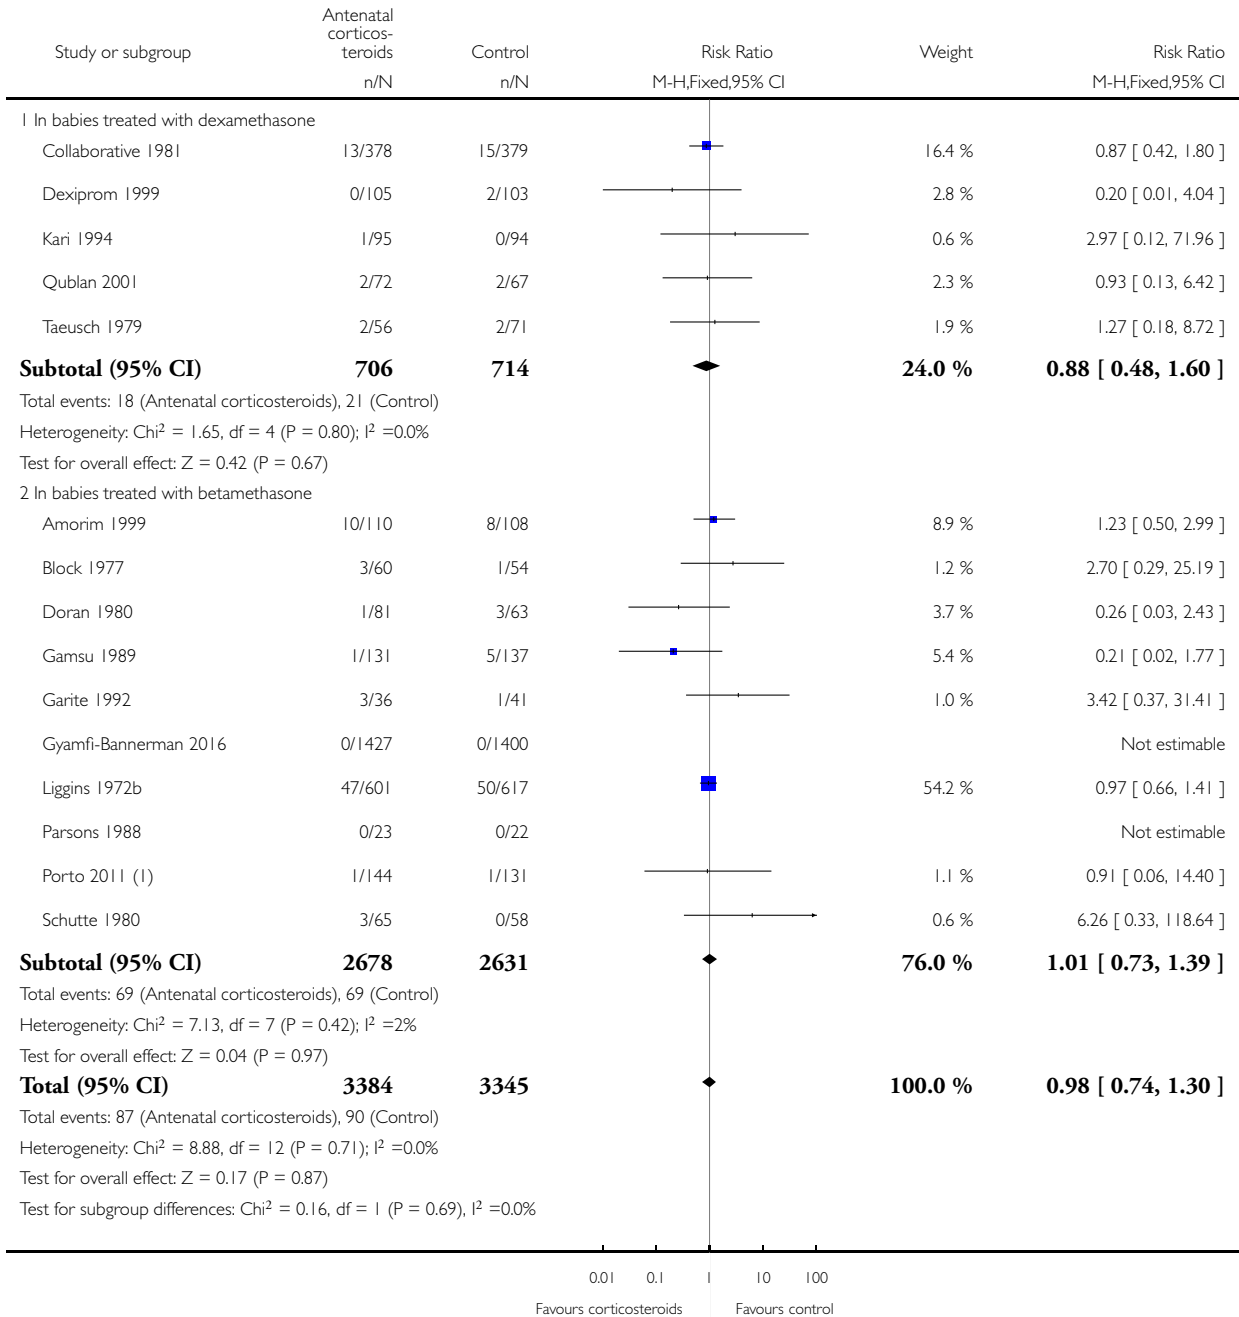 Study or subgroup Antenatal corticos- teroids Control Risk Ratio Weight Risk Ratio
n/N n/N M-H,Fixed,95% CI M-H,Fixed,95% CI
1 In babies treated with dexamethasone
Collaborative 1981 13/378 15/379 16.4 % 0.87 [ 0.42, 1.80 ]
Dexiprom 1999 0/105 2/103 2.8 % 0.20 [ 0.01, 4.04 ]
Kari 1994 1/95 0/94 0.6 % 2.97 [ 0.12, 71.96 ]
Qublan 2001 2/72 2/67 2.3 % 0.93 [ 0.13, 6.42 ]
Taeusch 1979 2/56 2/71 1.9 % 1.27 [ 0.18, 8.72 ]
Subtotal (95% CI) 706 714 24.0 % 0.88 [ 0.48, 1.60 ]
Total events: 18 (Antenatal corticosteroids), 21 (Control)
Heterogeneity: Chi² = 1.65, df = 4 (P = 0.80); I² =0.0%
Test for overall effect: Z = 0.42 (P = 0.67)
2 In babies treated with betamethasone
Amorim 1999 10/110 8/108 8.9 % 1.23 [ 0.50, 2.99 ]
Block 1977 3/60 1/54 1.2 % 2.70 [ 0.29, 25.19 ]
Doran 1980 1/81 3/63 3.7 % 0.26 [ 0.03, 2.43 ]
Gamsu 1989 1/131 5/137 5.4 % 0.21 [ 0.02, 1.77 ]
Garite 1992 3/36 1/41 1.0 % 3.42 [ 0.37, 31.41 ]
Gyamfi-Bannerman 2016 0/1427 0/1400 Not estimable
Liggins 1972b 47/601 50/617 54.2 % 0.97 [ 0.66, 1.41 ]
Parsons 1988 0/23 0/22 Not estimable
Porto 2011 (1) 1/144 1/131 1.1 % 0.91 [ 0.06, 14.40 ]
Schutte 1980 3/65 0/58 0.6 % 6.26 [ 0.33, 118.64 ]
Subtotal (95% CI) 2678 2631 76.0 % 1.01 [ 0.73, 1.39 ]
Total events: 69 (Antenatal corticosteroids), 69 (Control)
Heterogeneity: Chi² = 7.13, df = 7 (P = 0.42); I² =2%
Test for overall effect: Z = 0.04 (P = 0.97)
Total (95% CI) 3384 3345 100.0 % 0.98 [ 0.74, 1.30 ]
Total events: 87 (Antenatal corticosteroids), 90 (Control)
Heterogeneity: Chi² = 8.88, df = 12 (P = 0.71); I² =0.0%
Test for overall effect: Z = 0.17 (P = 0.87)
Test for subgroup differences: Chi² = 0.16, df = 1 (P = 0.69), I² =0.0%
0.01 0.1 1 10 100
Favours corticosteroids Favours control